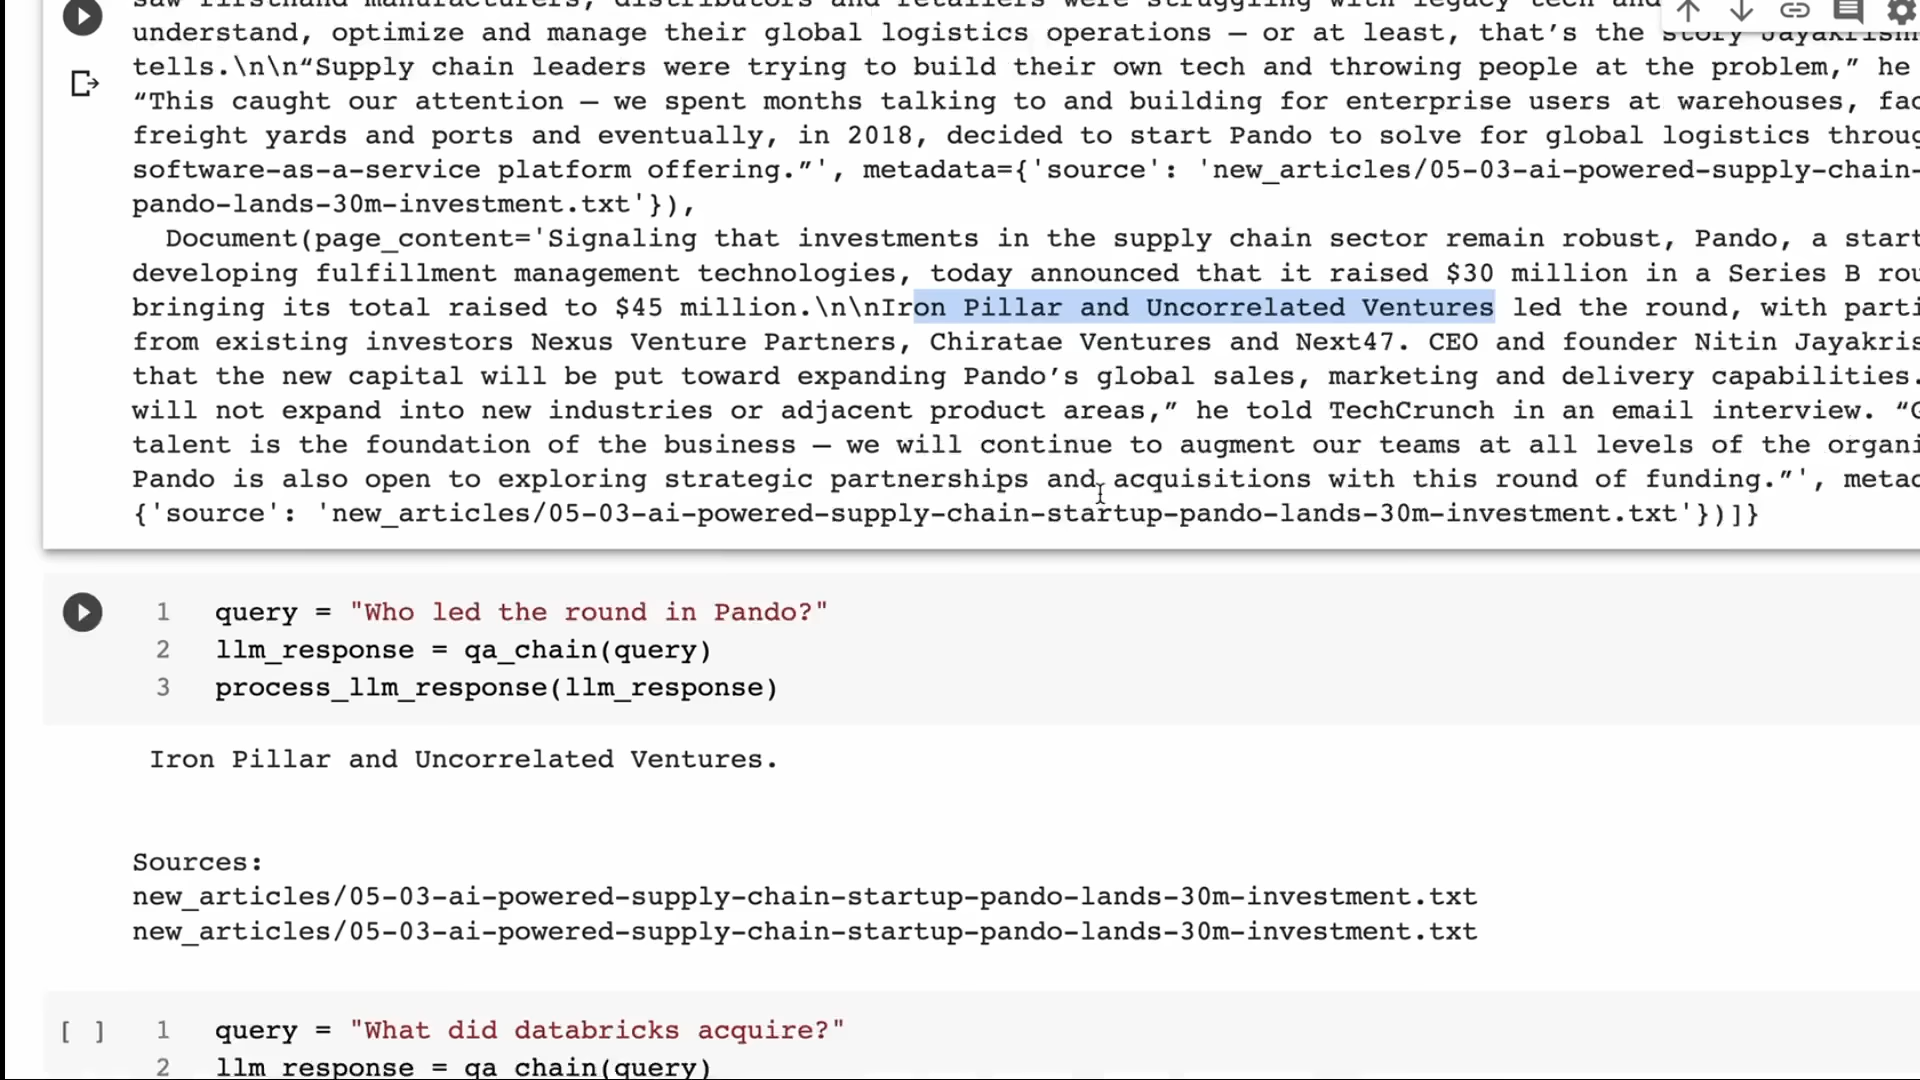 saw firsthand manufacturers, distributors and retailers were struggling with legacy tech and
understand, optimize and manage their global logistics operations — or at least, that’s the story Jayakrishn
tells.\n\n“Supply chain leaders were trying to build their own tech and throwing people at the problem,” he
“This caught our attention — we spent months talking to and building for enterprise users at warehouses, fac
freight yards and ports and eventually, in 2018, decided to start Pando to solve for global logistics throug
software-as-a-service platform offering.”', metadata={'source': 'new_articles/05-03-ai-powered-supply-chain-
pando-lands-30m-investment.txt'}),
Document(page_content='Signaling that investments in the supply chain sector remain robust, Pando, a start
developing fulfillment management technologies, today announced that it raised $30 million in a Series B rou
bringing its total raised to $45 million.\n\nIron Pillar and Uncorrelated Ventures led the round, with parti
from existing investors Nexus Venture Partners, Chiratae Ventures and Next47. CEO and founder Nitin Jayakris
that the new capital will be put toward expanding Pando’s global sales, marketing and delivery capabilities.
will not expand into new industries or adjacent product areas,” he told TechCrunch in an email interview. “G
talent is the foundation of the business — we will continue to augment our teams at all levels of the organi
Pando is also open to exploring strategic partnerships and acquisitions with this round of funding.”', metad
{'source': 'new_articles/05-03-ai-powered-supply-chain-startup-pando-lands-30m-investment.txt'})]}
1 query = "Who led the round in Pando?"
2 llm_response = qa_chain(query)
3 process_llm_response(llm_response)
Iron Pillar and Uncorrelated Ventures.
Sources:
new_articles/05-03-ai-powered-supply-chain-startup-pando-lands-30m-investment.txt
new_articles/05-03-ai-powered-supply-chain-startup-pando-lands-30m-investment.txt
[ ] 1 query = "What did databricks acquire?"
2 llm_response = qa_chain(query)